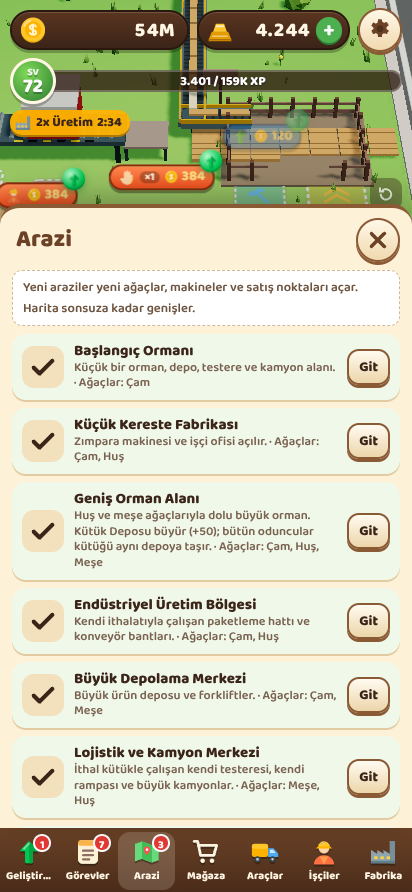 54M
4.244
SV
72
3.401 / 159K XP
2x Üretim 2:34
120
x1 384
384
Arazi
Yeni araziler yeni ağaçlar, makineler ve satış noktaları açar.
Harita sonsuza kadar genişler.
Başlangıç Ormanı
Küçük bir orman, depo, testere ve kamyon alanı.
· Ağaçlar: Çam
Git
Küçük Kereste Fabrikası
Zımpara makinesi ve işçi ofisi açılır. · Ağaçlar:
Çam, Huş
Git
Geniş Orman Alanı
Huş ve meşe ağaçlarıyla dolu büyük orman.
Kütük Deposu büyür (+50); bütün oduncular
kütüğü aynı depoya taşır. · Ağaçlar: Çam, Huş,
Meşe
Git
Endüstriyel Üretim Bölgesi
Kendi ithalatıyla çalışan paketleme hattı ve
konveyör bantları. · Ağaçlar: Çam, Huş
Git
Büyük Depolama Merkezi
Büyük ürün deposu ve forkliftler. · Ağaçlar: Çam,
Meşe
Git
Lojistik ve Kamyon Merkezi
İthal kütükle çalışan kendi testeresi, kendi
rampası ve büyük kamyonlar. · Ağaçlar: Meşe,
Huş
Git
1
7
3
Geliştir...
Görevler
Arazi
Mağaza
Araçlar
İşçiler
Fabrika